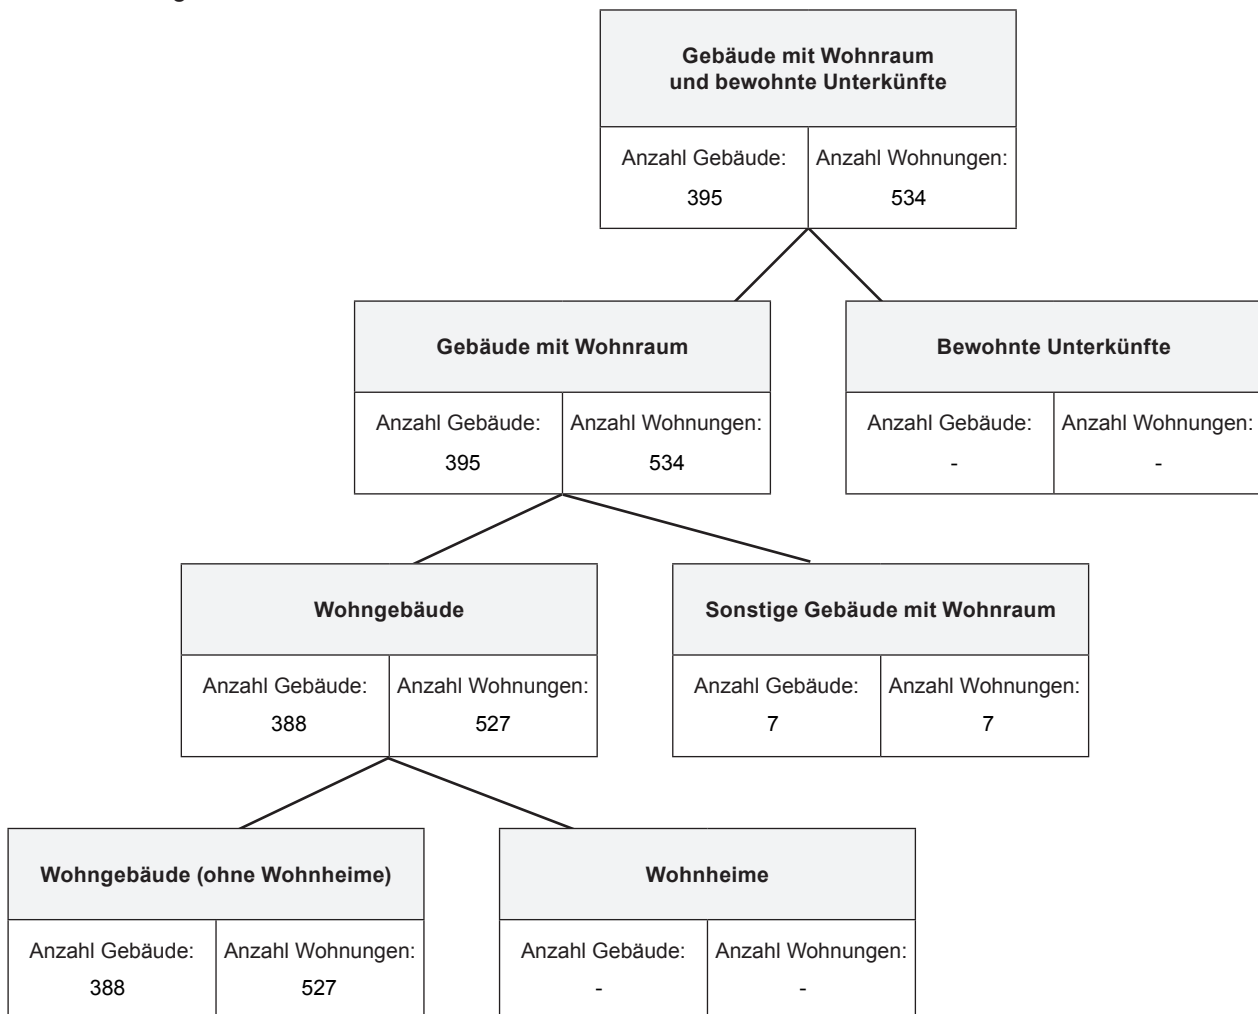 Gebäude mit Wohnraum
und bewohnte Unterkünfte
Anzahl Gebäude: Anzahl Wohnungen:
395 534
Gebäude mit Wohnraum Bewohnte Unterkünfte
Anzahl Gebäude: Anzahl Wohnungen: Anzahl Gebäude: Anzahl Wohnungen:
395 534 - -
Wohngebäude Sonstige Gebäude mit Wohnraum
Anzahl Gebäude: Anzahl Wohnungen: Anzahl Gebäude: Anzahl Wohnungen:
388 527 7 7
Wohngebäude (ohne Wohnheime) Wohnheime
Anzahl Gebäude: Anzahl Wohnungen: Anzahl Gebäude: Anzahl Wohnungen:
388 527 - -